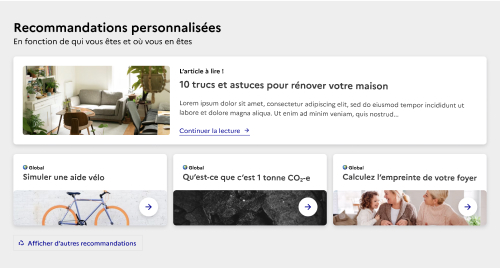 Recommandations personnalisées
En fonction de qui vous êtes et où vous en êtes
L'article à lire !
10 trucs et astuces pour rénover votre maison
Lorem ipsum dolor sit amet, consectetur adipiscing elit, sed do eiusmod tempor incididunt ut
labore et dolore magna aliqua. Ut enim ad minim veniam, quis nostrud...
Continuer la lecture
Global
Simuler une aide vélo
Global
Qu'est-ce que c'est 1 tonne CO₂-e
Global
Calculez l'empreinte de votre foyer
Afficher d'autres recommandations